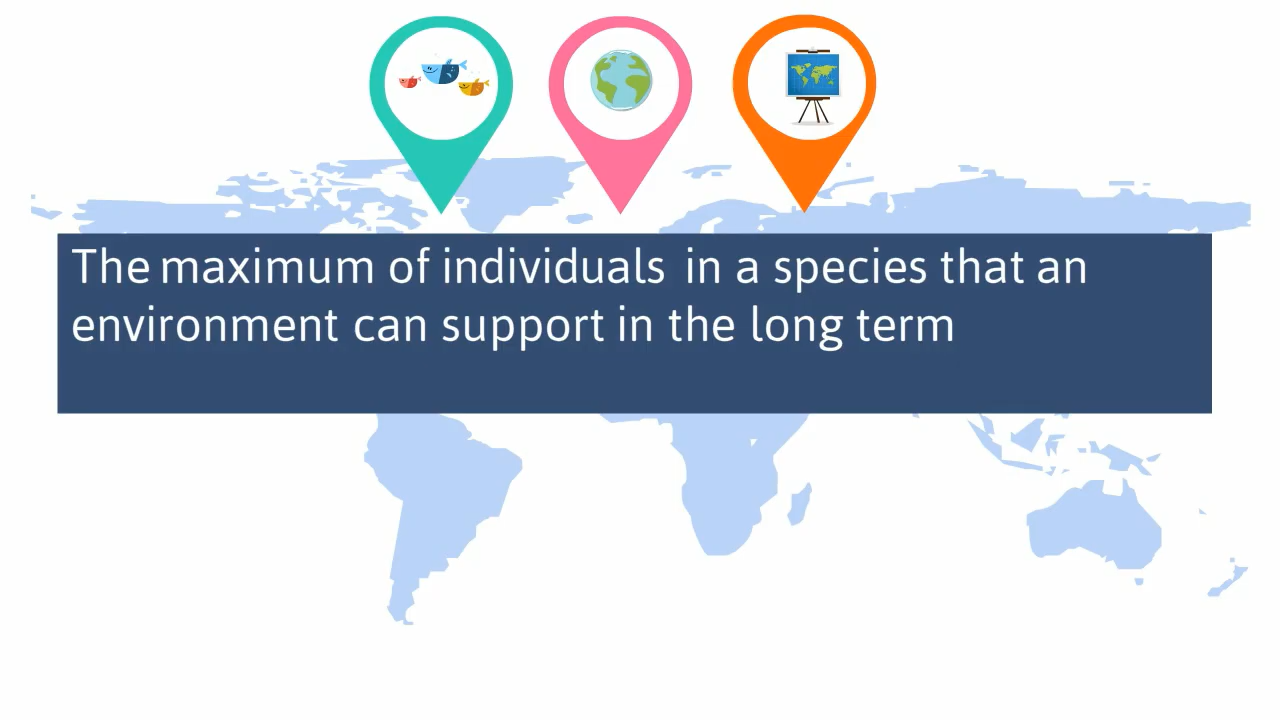 The maximum of individuals in a species that an
environment can support in the long term